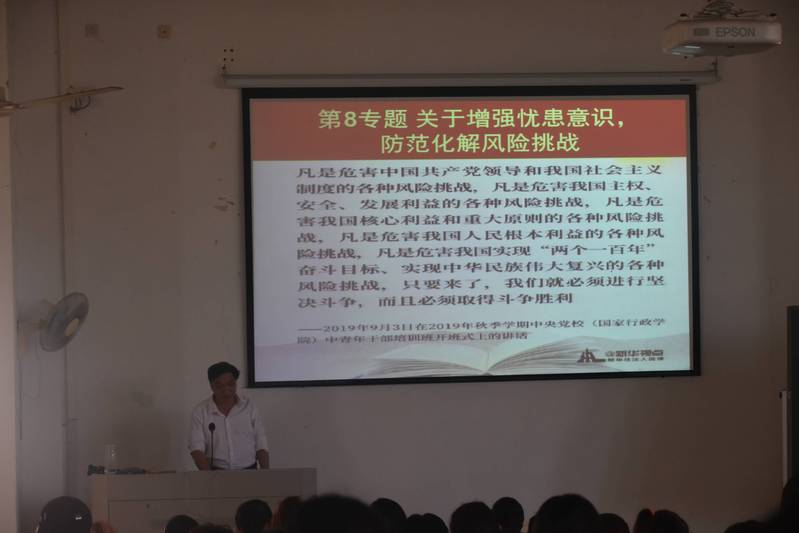 EPSON
第8专题 关于增强忧患意识，
防范化解风险挑战
凡是危害中国共产党领导和我国社会主义
制度的各种风险挑战，凡是危害我国主权、
安全、发展利益的各种风险挑战，凡是危
害我国核心利益和重大原则的各种风险挑
战，凡是危害我国人民根本利益的各种风
险挑战，凡是危害我国实现“两个一百年”
奋斗目标、实现中华民族伟大复兴的各种
风险挑战，只要来了，我们就必须进行坚
决斗争，而且必须取得斗争胜利
——2019年9月3日在2019年秋季学期中央党校（国家行政学
院）中青年干部培训班开班式上的讲话
@新华视点